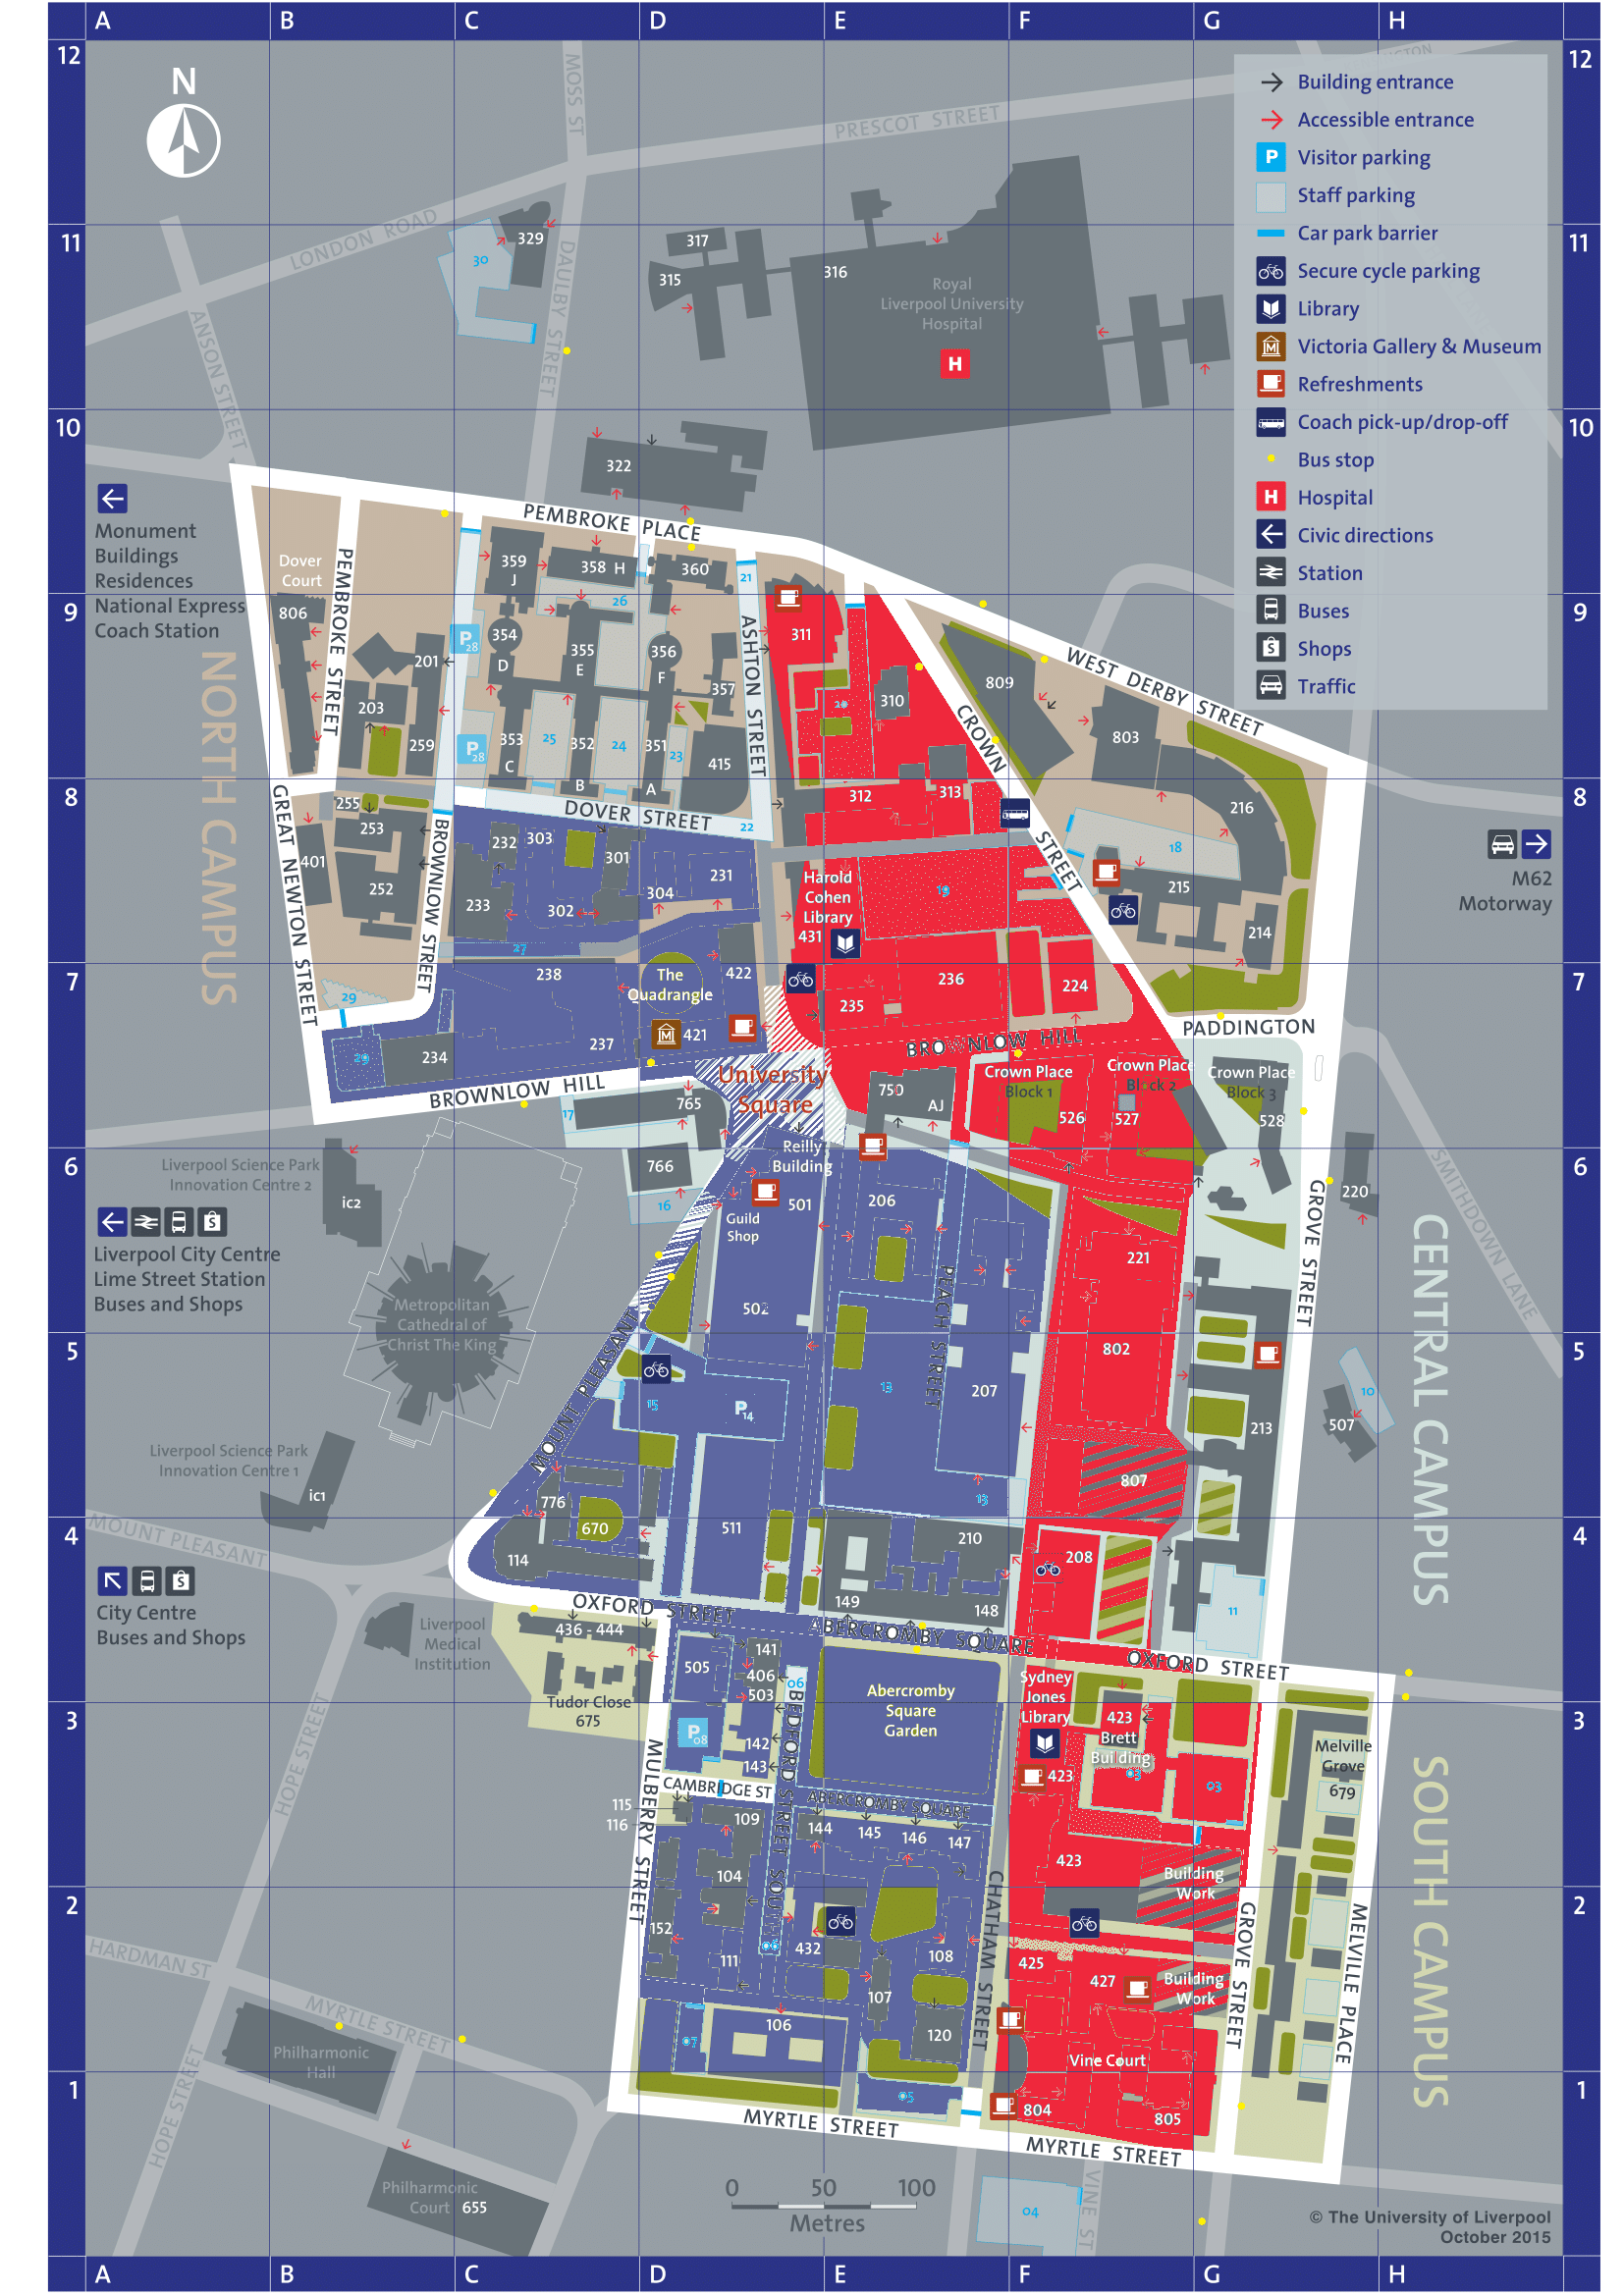 A B C D E F G H
12
11
10
9
8
7
6
5
4
3
2
1
12
11
10
9
8
7
6
5
4
3
2
1
N
Building entrance
Accessible entrance
P Visitor parking
Staff parking
Car park barrier
Secure cycle parking
Library
M Victoria Gallery & Museum
Refreshments
Coach pick-up/drop-off
Bus stop
H Hospital
Civic directions
Station
Buses
S Shops
Traffic
MOSS ST
PRESCOT STREET
LONDON ROAD
ANSON STREET
DAULBY STREET
30
329
317
315
316
Royal
Liverpool University
Hospital
H
322
Monument
Buildings
Residences
National Express
Coach Station
PEMBROKE PLACE
Dover
Court
PEMBROKE STREET
359
J
358 H
360
21
26
806
P
28
354
D
355
E
356
F
357
201
203
259
P
28
353
C
25
352
B
24
351
A
23
415
ASHTON STREET
311
310
CROWN
STREET
809
WEST DERBY STREET
803
NORTH CAMPUS
GREAT NEWTON STREET
255
253
401
252
BROWNLOW STREET
DOVER STREET
22
312
313
216
18
215
214
232
303
301
231
304
233
302
27
Harold
Cohen
Library
431
19
M62
Motorway
29
238
The
Quadrangle
422
235
236
224
234
237
M
421
BROWNLOW HILL
BROWNLOW HILL
PADDINGTON
University
Square
17
765
750
AJ
Crown Place
Block 1
Crown Place
Block 2
Crown Place
Block 3
526
527
528
Liverpool Science Park
Innovation Centre 2
ic2
766
16
Reilly
Building
501
Guild
Shop
206
220
SMITHDOWN LANE
GROVE STREET
CENTRAL CAMPUS
S
Liverpool City Centre
Lime Street Station
Buses and Shops
Metropolitan
Cathedral of
Christ The King
502
PEACH STREET
221
802
MOUNT PLEASANT
15
P
14
207
213
10
507
Liverpool Science Park
Innovation Centre 1
ic1
776
670
511
13
807
MOUNT PLEASANT
114
210
208
149
148
11
S
City Centre
Buses and Shops
OXFORD STREET
ABERCROMBY SQUARE
OXFORD STREET
Liverpool
Medical
Institution
436 - 444
505
141
406
503
06
Tudor Close
675
Abercromby
Square
Garden
Sydney
Jones
Library
423
Brett
Building
423
03
P
08
142
143
BEDFORD STREET SOUTH
Melville
Grove
679
HOPE STREET
MULBERRY STREET
CAMBRIDGE ST
ABERCROMBY SQUARE
115
116
109
144
145
146
147
104
423
Building
Work
SOUTH CAMPUS
CHATHAM STREET
152
111
432
108
425
427
Building
Work
GROVE STREET
MELVILLE PLACE
HARDMAN ST
MYRTLE STREET
107
106
120
Philharmonic
Hall
Vine Court
05
804
805
HOPE STREET
MYRTLE STREET
MYRTLE STREET
Philharmonic
Court 655
0 50 100
Metres
04
VINE ST
© The University of Liverpool
October 2015
A B C D E F G H